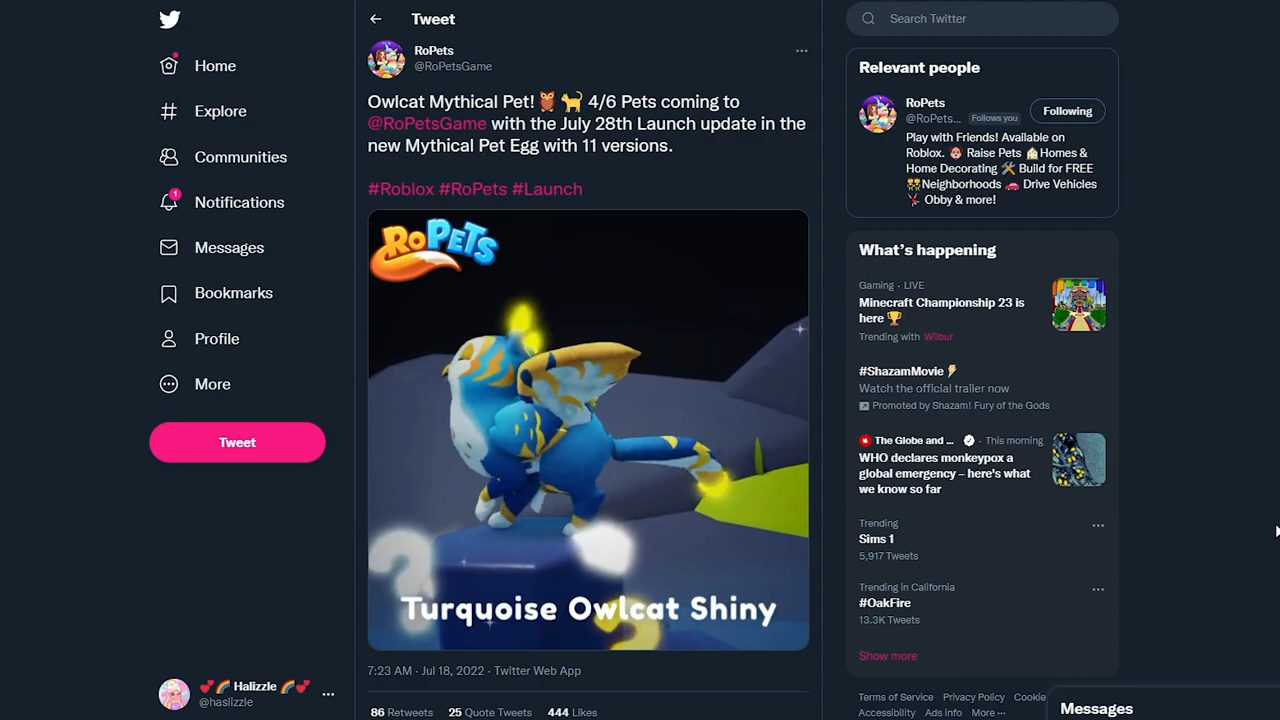 Tweet
Search Twitter
Home
Explore
Communities
1
Notifications
Messages
Bookmarks
Profile
More
Tweet
Halizzle
@haslizzle
RoPets
@RoPetsGame
Owlcat Mythical Pet! 🦉🐈 4/6 Pets coming to
@RoPetsGame with the July 28th Launch update in the
new Mythical Pet Egg with 11 versions.
#Roblox #RoPets #Launch
ROPETS
Turquoise Owlcat Shiny
7:23 AM · Jul 18, 2022 · Twitter Web App
86 Retweets 25 Quote Tweets 444 Likes
Relevant people
RoPets
@RoPets... Follows you
Following
Play with Friends! Available on
Roblox. Raise Pets Homes &
Home Decorating Build for FREE
Neighborhoods Drive Vehicles
Obby & more!
What's happening
Gaming · LIVE
Minecraft Championship 23 is
here 🏆
Trending with Wilbur
#ShazamMovie
Watch the official trailer now
Promoted by Shazam! Fury of the Gods
The Globe and ... · This morning
WHO declares monkeypox a
global emergency – here's what
we know so far
Trending
Sims 1
5,917 Tweets
Trending in California
#OakFire
13.3K Tweets
Show more
Terms of Service Privacy Policy Cookie
Accessibility Ads info More ···
Messages